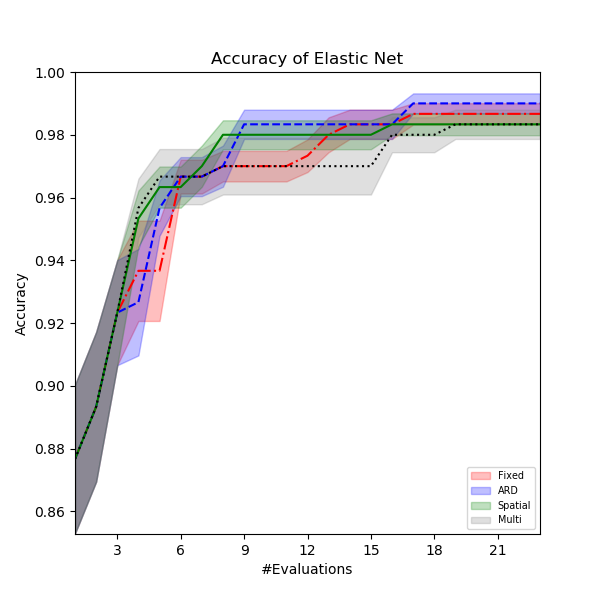 Accuracy of Elastic Net
1.00
0.98
0.96
0.94
0.92
0.90
0.88
0.86
Accuracy
3 6 9 12 15 18 21
#Evaluations
Fixed
ARD
Spatial
Multi